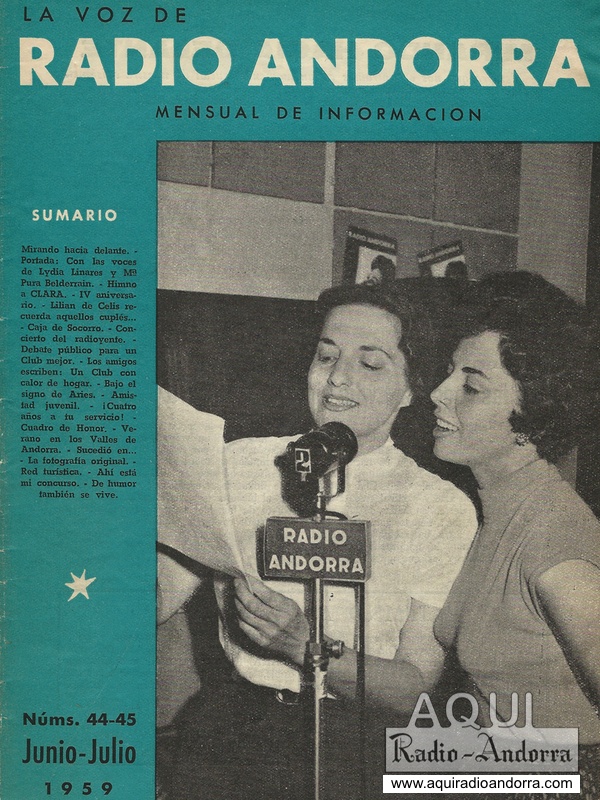 LA VOZ DE
RADIO ANDORRA
MENSUAL DE INFORMACION
SUMARIO
Mirando hacia delante. -
Portada: Con las voces
de Lydia Linares y Mª
Pura Belderrain. - Himno
a CLARA. - IV aniversa-
rio. - Lilian de Celis re-
cuerda aquellos cuplés...
- Caja de Socorro. - Con-
cierto del radioyente. -
Debate público para un
Club mejor. - Los amigos
escriben: Un Club con
calor de hogar. - Bajo el
signo de Aries. - Amis-
tad juvenil. - ¡Cuatro
años a tu servicio! -
Cuadro de Honor. - Ve-
rano en los Valles de
Andorra. - Sucedió en...
- La fotografía original. -
Red turística. - Ahí está
mi concurso. - De humor
también se vive.
RADIO ANDORRA
2
RADIO
ANDORRA
Núms. 44-45
Junio-Julio
1959
AQUI
Radio-Andorra
www.aquiradioandorra.com